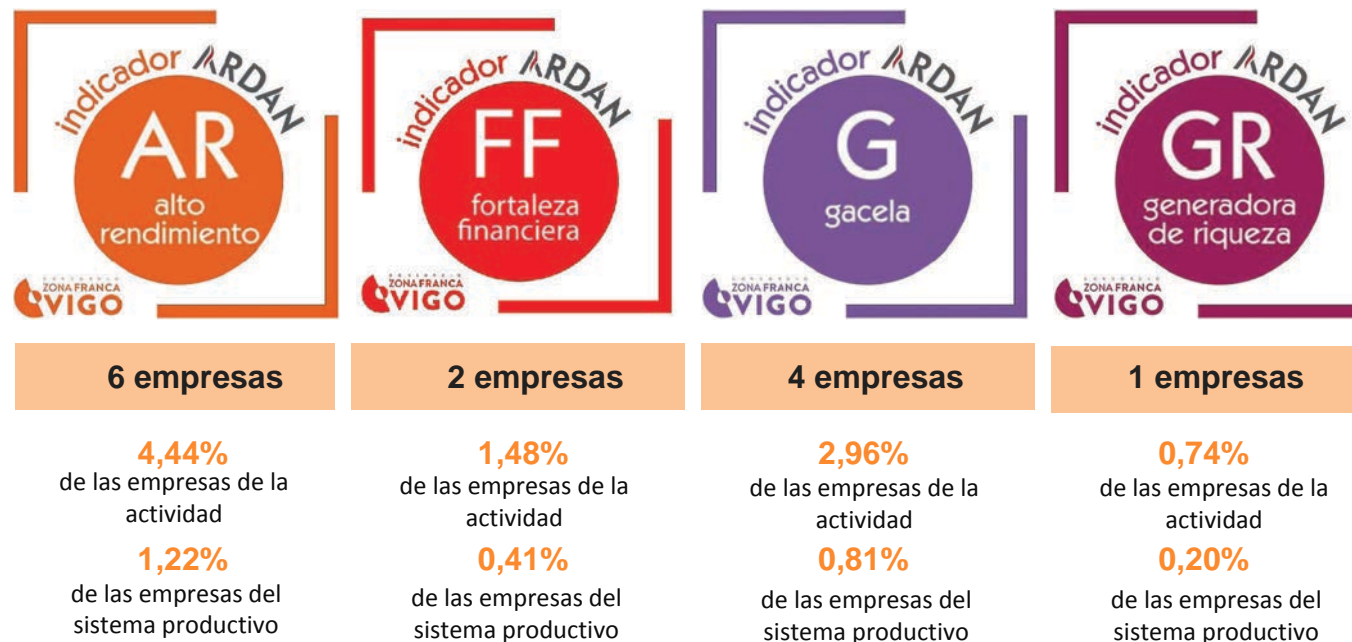 indicador ARDAN
AR
alto
rendimiento
CONSORCIO
ZONA FRANCA
VIGO
6 empresas
4,44%
de las empresas de la
actividad
1,22%
de las empresas del
sistema productivo
indicador ARDAN
FF
fortaleza
financiera
CONSORCIO
ZONA FRANCA
VIGO
2 empresas
1,48%
de las empresas de la
actividad
0,41%
de las empresas del
sistema productivo
indicador ARDAN
G
gacela
CONSORCIO
ZONA FRANCA
VIGO
4 empresas
2,96%
de las empresas de la
actividad
0,81%
de las empresas del
sistema productivo
indicador ARDAN
GR
generadora
de riqueza
CONSORCIO
ZONA FRANCA
VIGO
1 empresas
0,74%
de las empresas de la
actividad
0,20%
de las empresas del
sistema productivo